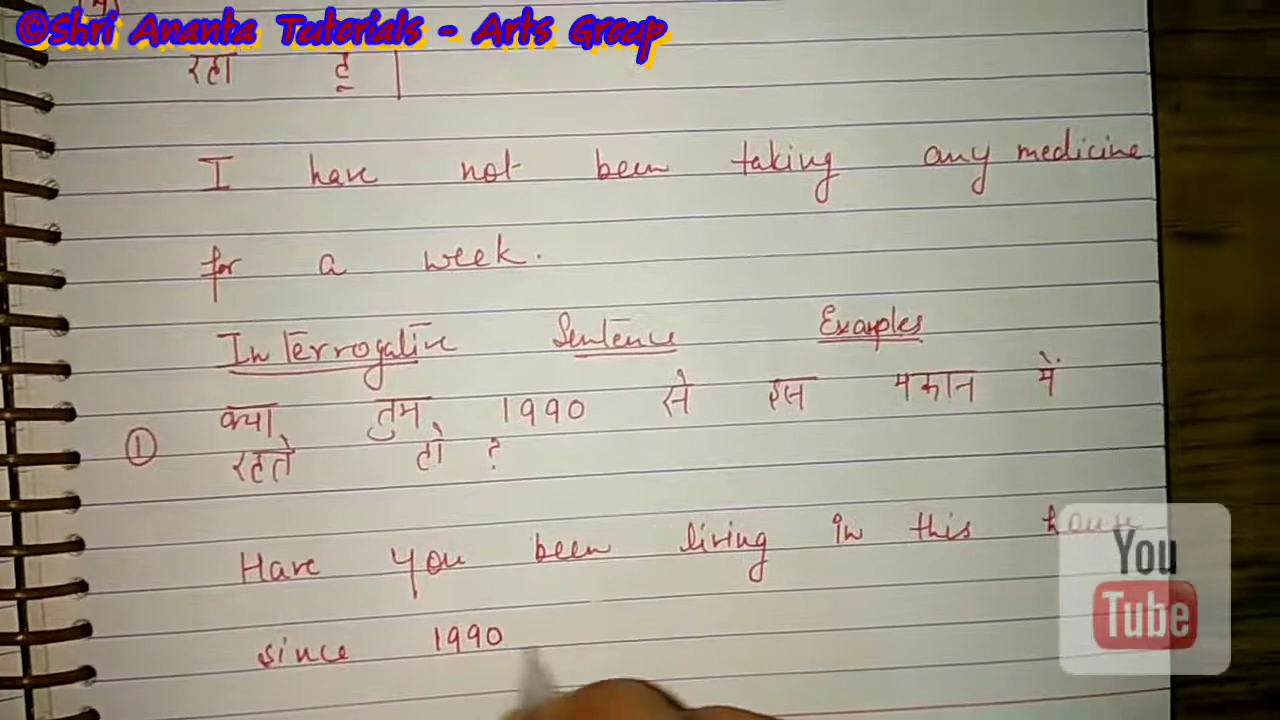 ©Shri Ananta Tutorials - Arts Group
रहा हूँ |
I have not been taking any medicine
for a week.
Interrogative Sentence Examples
① क्या तुम 1990 से इस मकान में
रहते हो ?
Have you been living in this house
since 1990
You
Tube